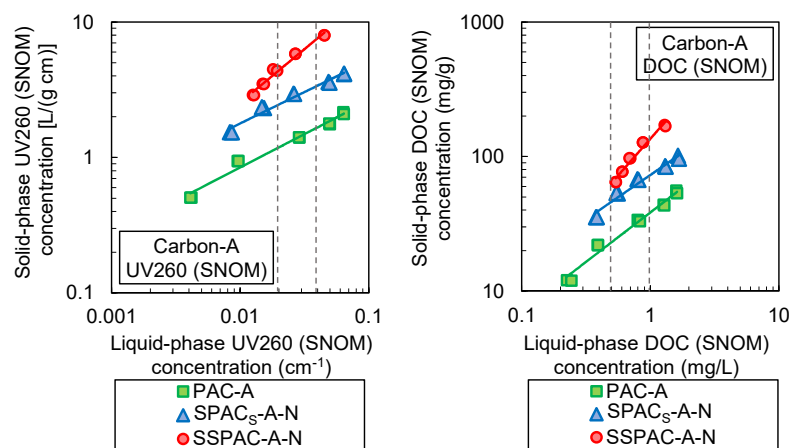 Solid-phase UV260 (SNOM)
concentration [L/(g cm)]
10
1
0.1
Carbon-A
UV260 (SNOM)
0.001
0.01
0.1
Liquid-phase UV260 (SNOM)
concentration (cm⁻¹)
PAC-A
SPACₛ-A-N
SSPAC-A-N
Solid-phase DOC (SNOM)
concentration (mg/g)
1000
100
10
Carbon-A
DOC (SNOM)
0.1
1
10
Liquid-phase DOC (SNOM)
concentration (mg/L)
PAC-A
SPACₛ-A-N
SSPAC-A-N